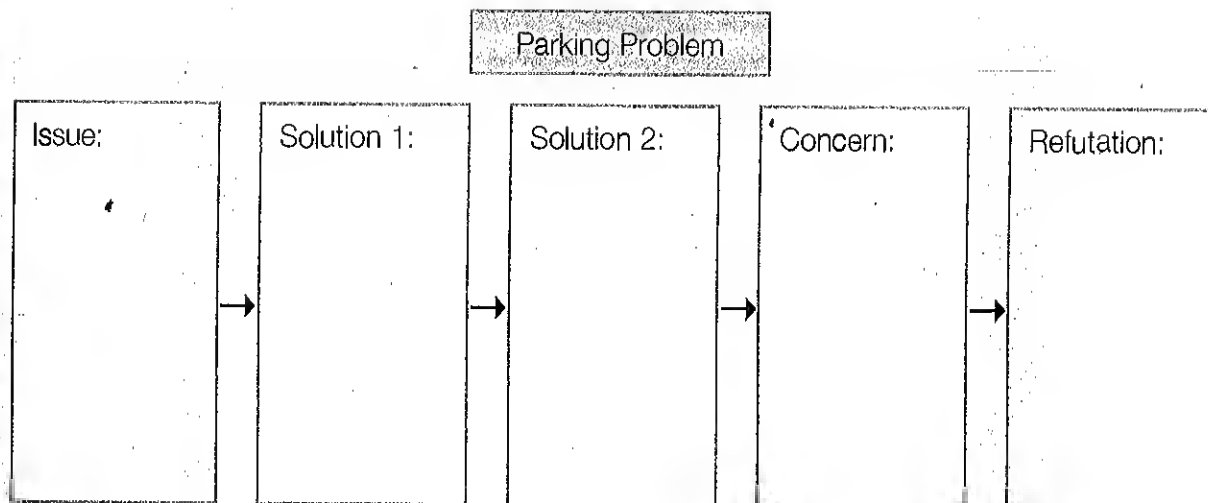 Parking Problem
Issue:
Solution 1:
Solution 2:
Concern:
Refutation: